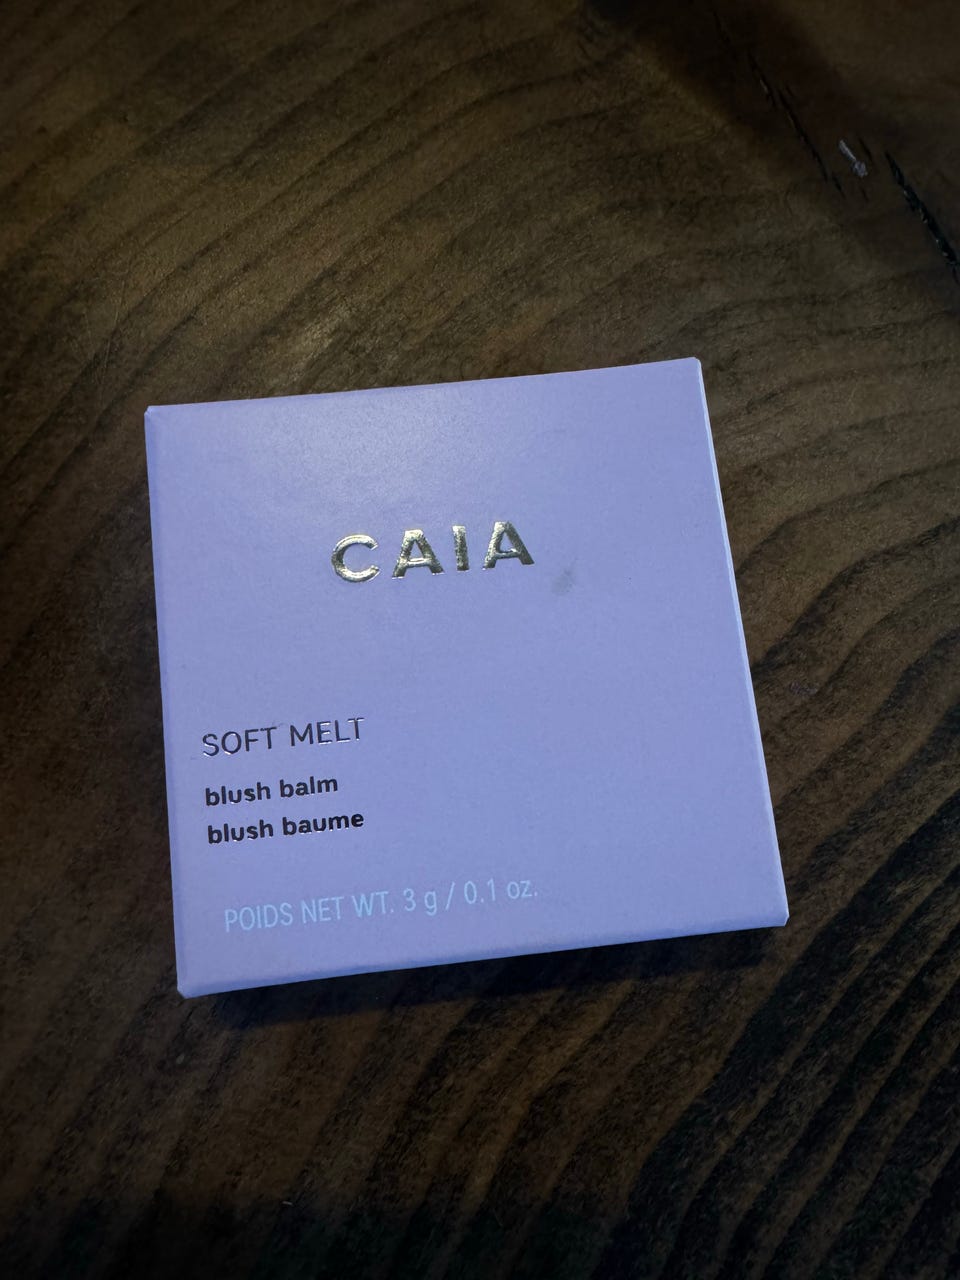 CAIA
SOFT MELT
blush balm
blush baume
POIDS NET WT. 3 g / 0.1 oz.